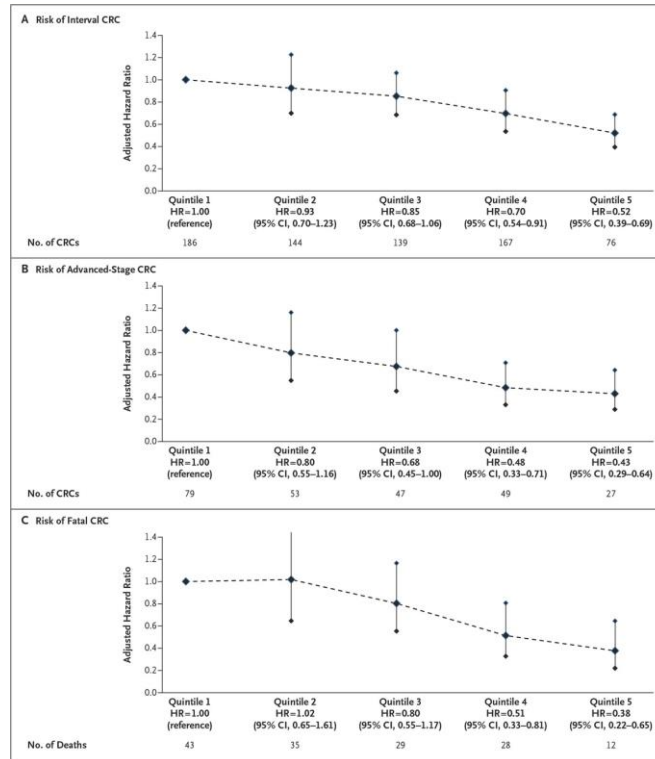 A Risk of Interval CRC
Adjusted Hazard Ratio
1.4
1.2
1.0
0.8
0.6
0.4
0.2
0.0
Quintile 1 Quintile 2 Quintile 3 Quintile 4 Quintile 5
HR=1.00 HR=0.93 HR=0.85 HR=0.70 HR=0.52
(reference) (95% CI, 0.70–1.23) (95% CI, 0.68–1.06) (95% CI, 0.54–0.91) (95% CI, 0.39–0.69)
No. of CRCs 186 144 139 167 76
B Risk of Advanced-Stage CRC
Adjusted Hazard Ratio
1.4
1.2
1.0
0.8
0.6
0.4
0.2
0.0
Quintile 1 Quintile 2 Quintile 3 Quintile 4 Quintile 5
HR=1.00 HR=0.80 HR=0.68 HR=0.48 HR=0.43
(reference) (95% CI, 0.55–1.16) (95% CI, 0.45–1.00) (95% CI, 0.33–0.71) (95% CI, 0.29–0.64)
No. of CRCs 79 53 47 49 27
C Risk of Fatal CRC
Adjusted Hazard Ratio
1.4
1.2
1.0
0.8
0.6
0.4
0.2
0.0
Quintile 1 Quintile 2 Quintile 3 Quintile 4 Quintile 5
HR=1.00 HR=1.02 HR=0.80 HR=0.51 HR=0.38
(reference) (95% CI, 0.65–1.61) (95% CI, 0.55–1.17) (95% CI, 0.33–0.81) (95% CI, 0.22–0.65)
No. of Deaths 43 35 29 28 12